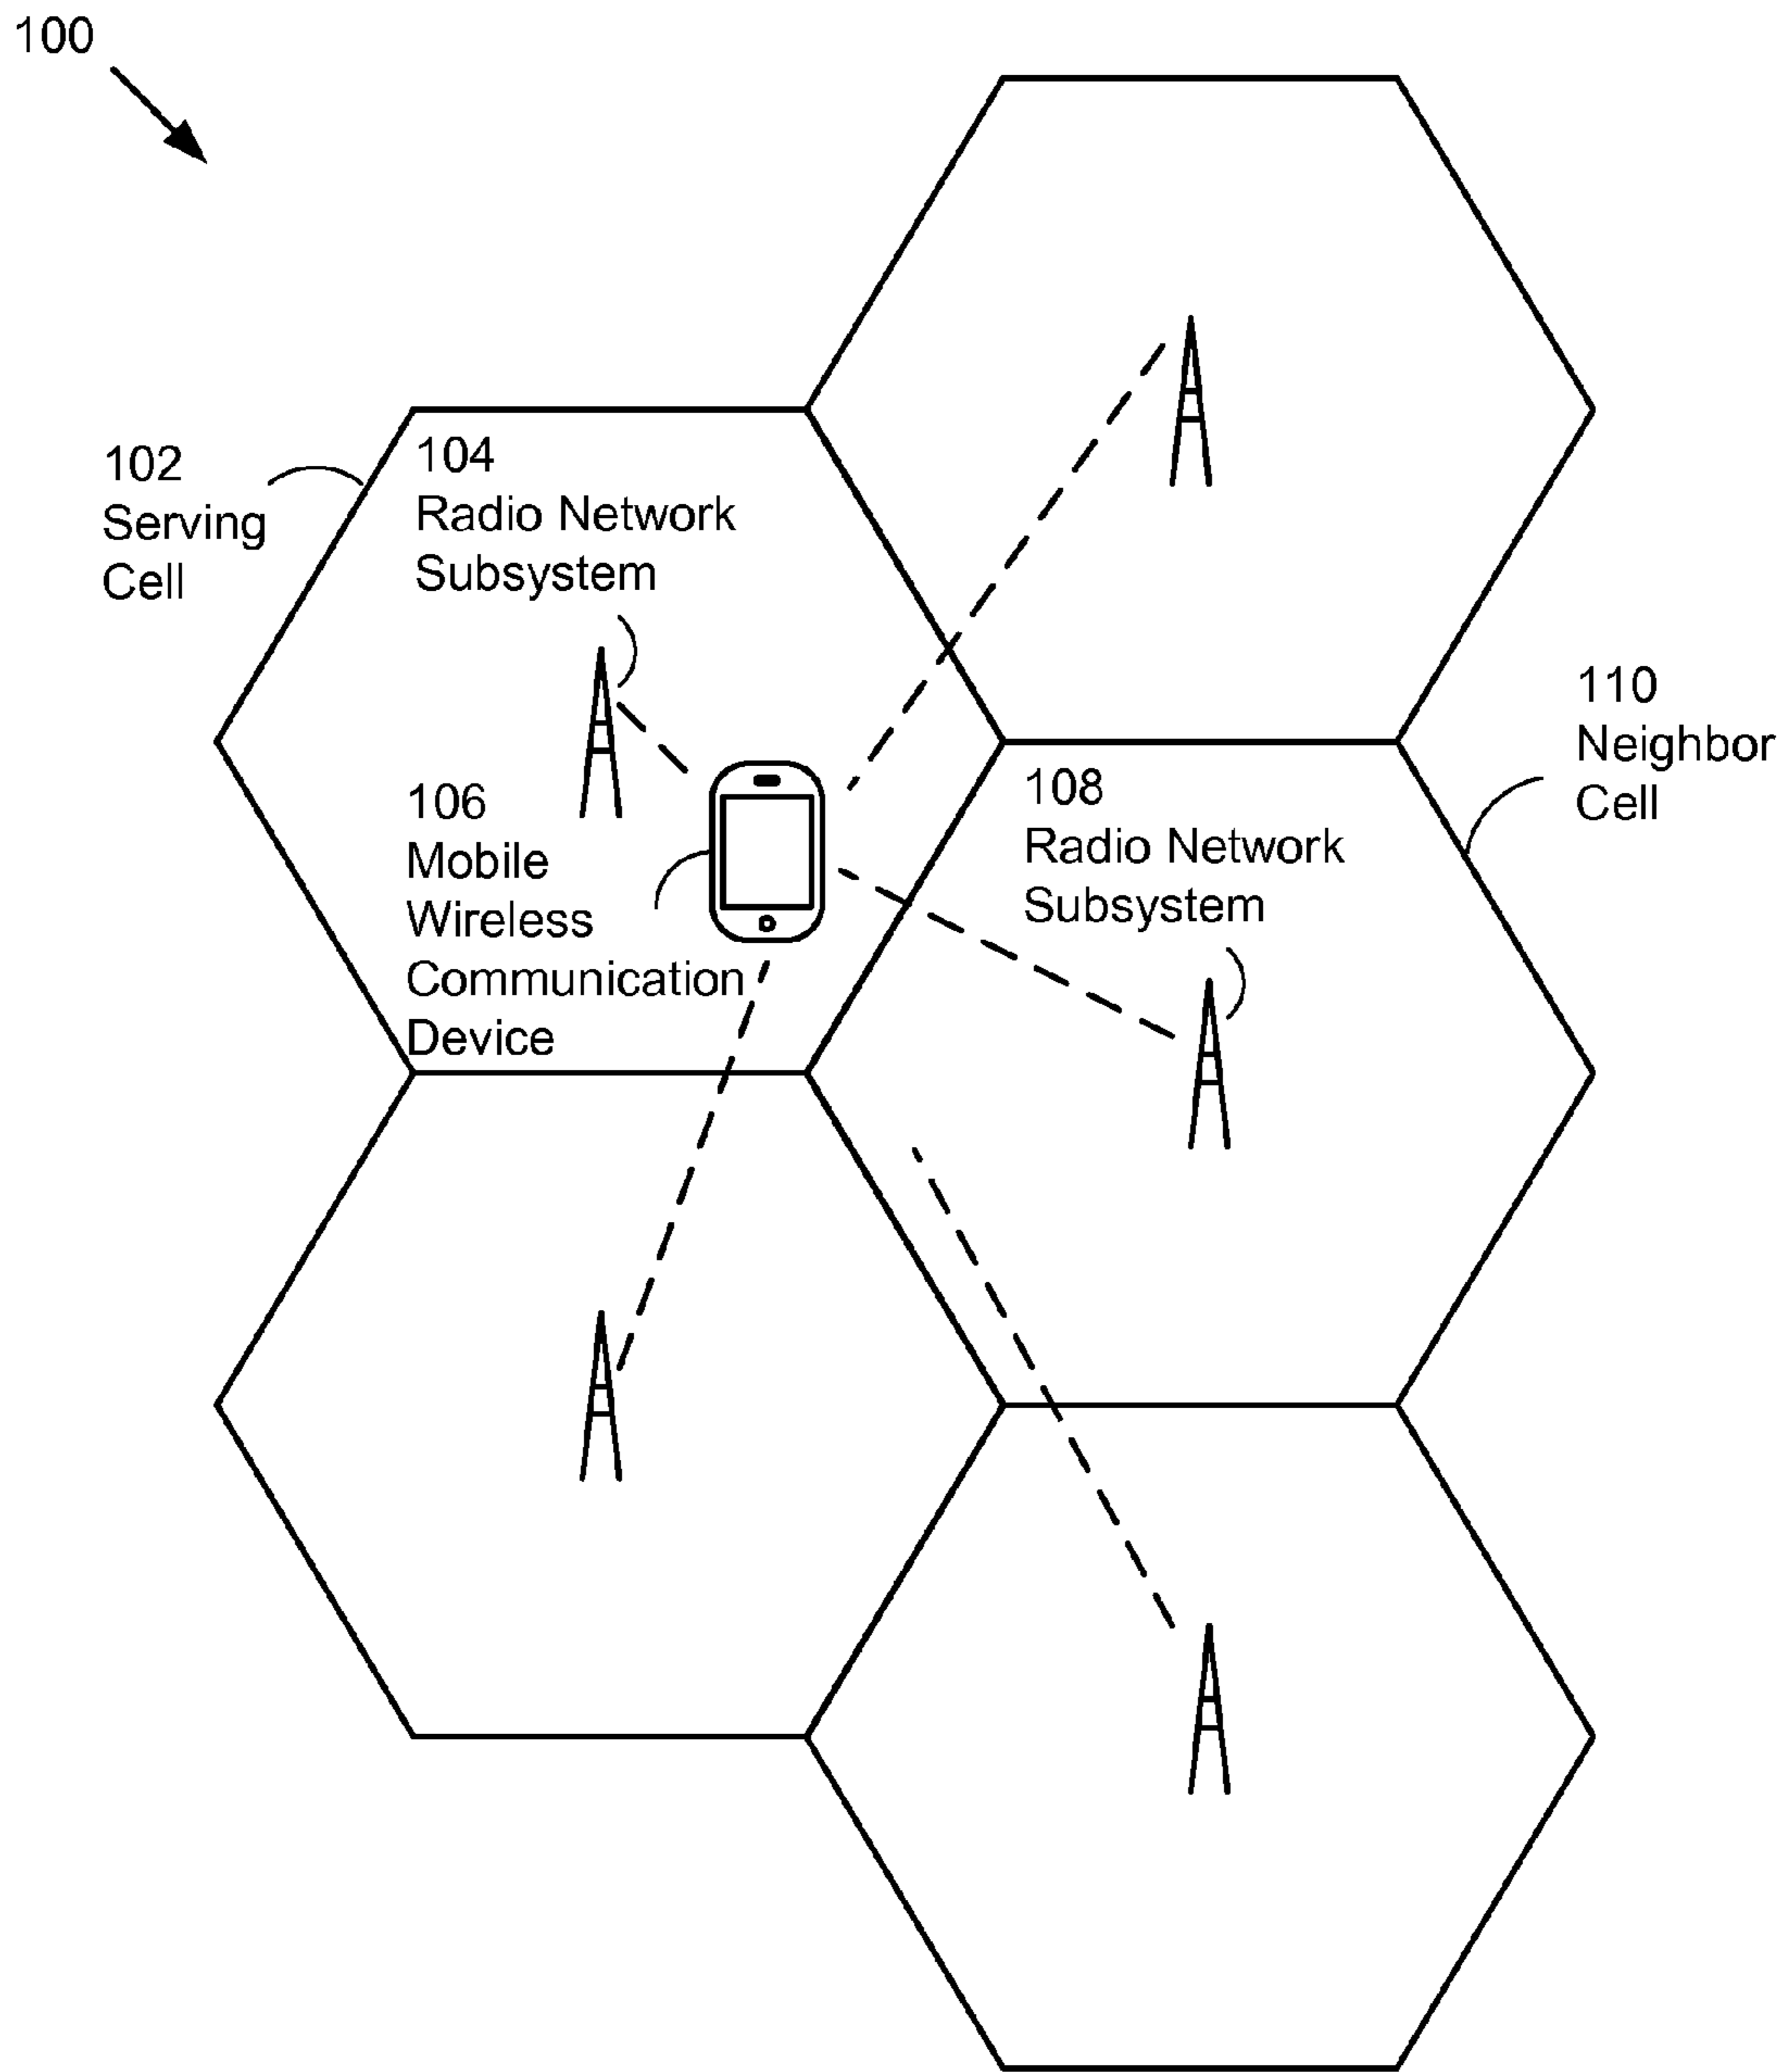 100
102
Serving
Cell
104
Radio Network
Subsystem
106
Mobile
Wireless
Communication
Device
108
Radio Network
Subsystem
110
Neighbor
Cell